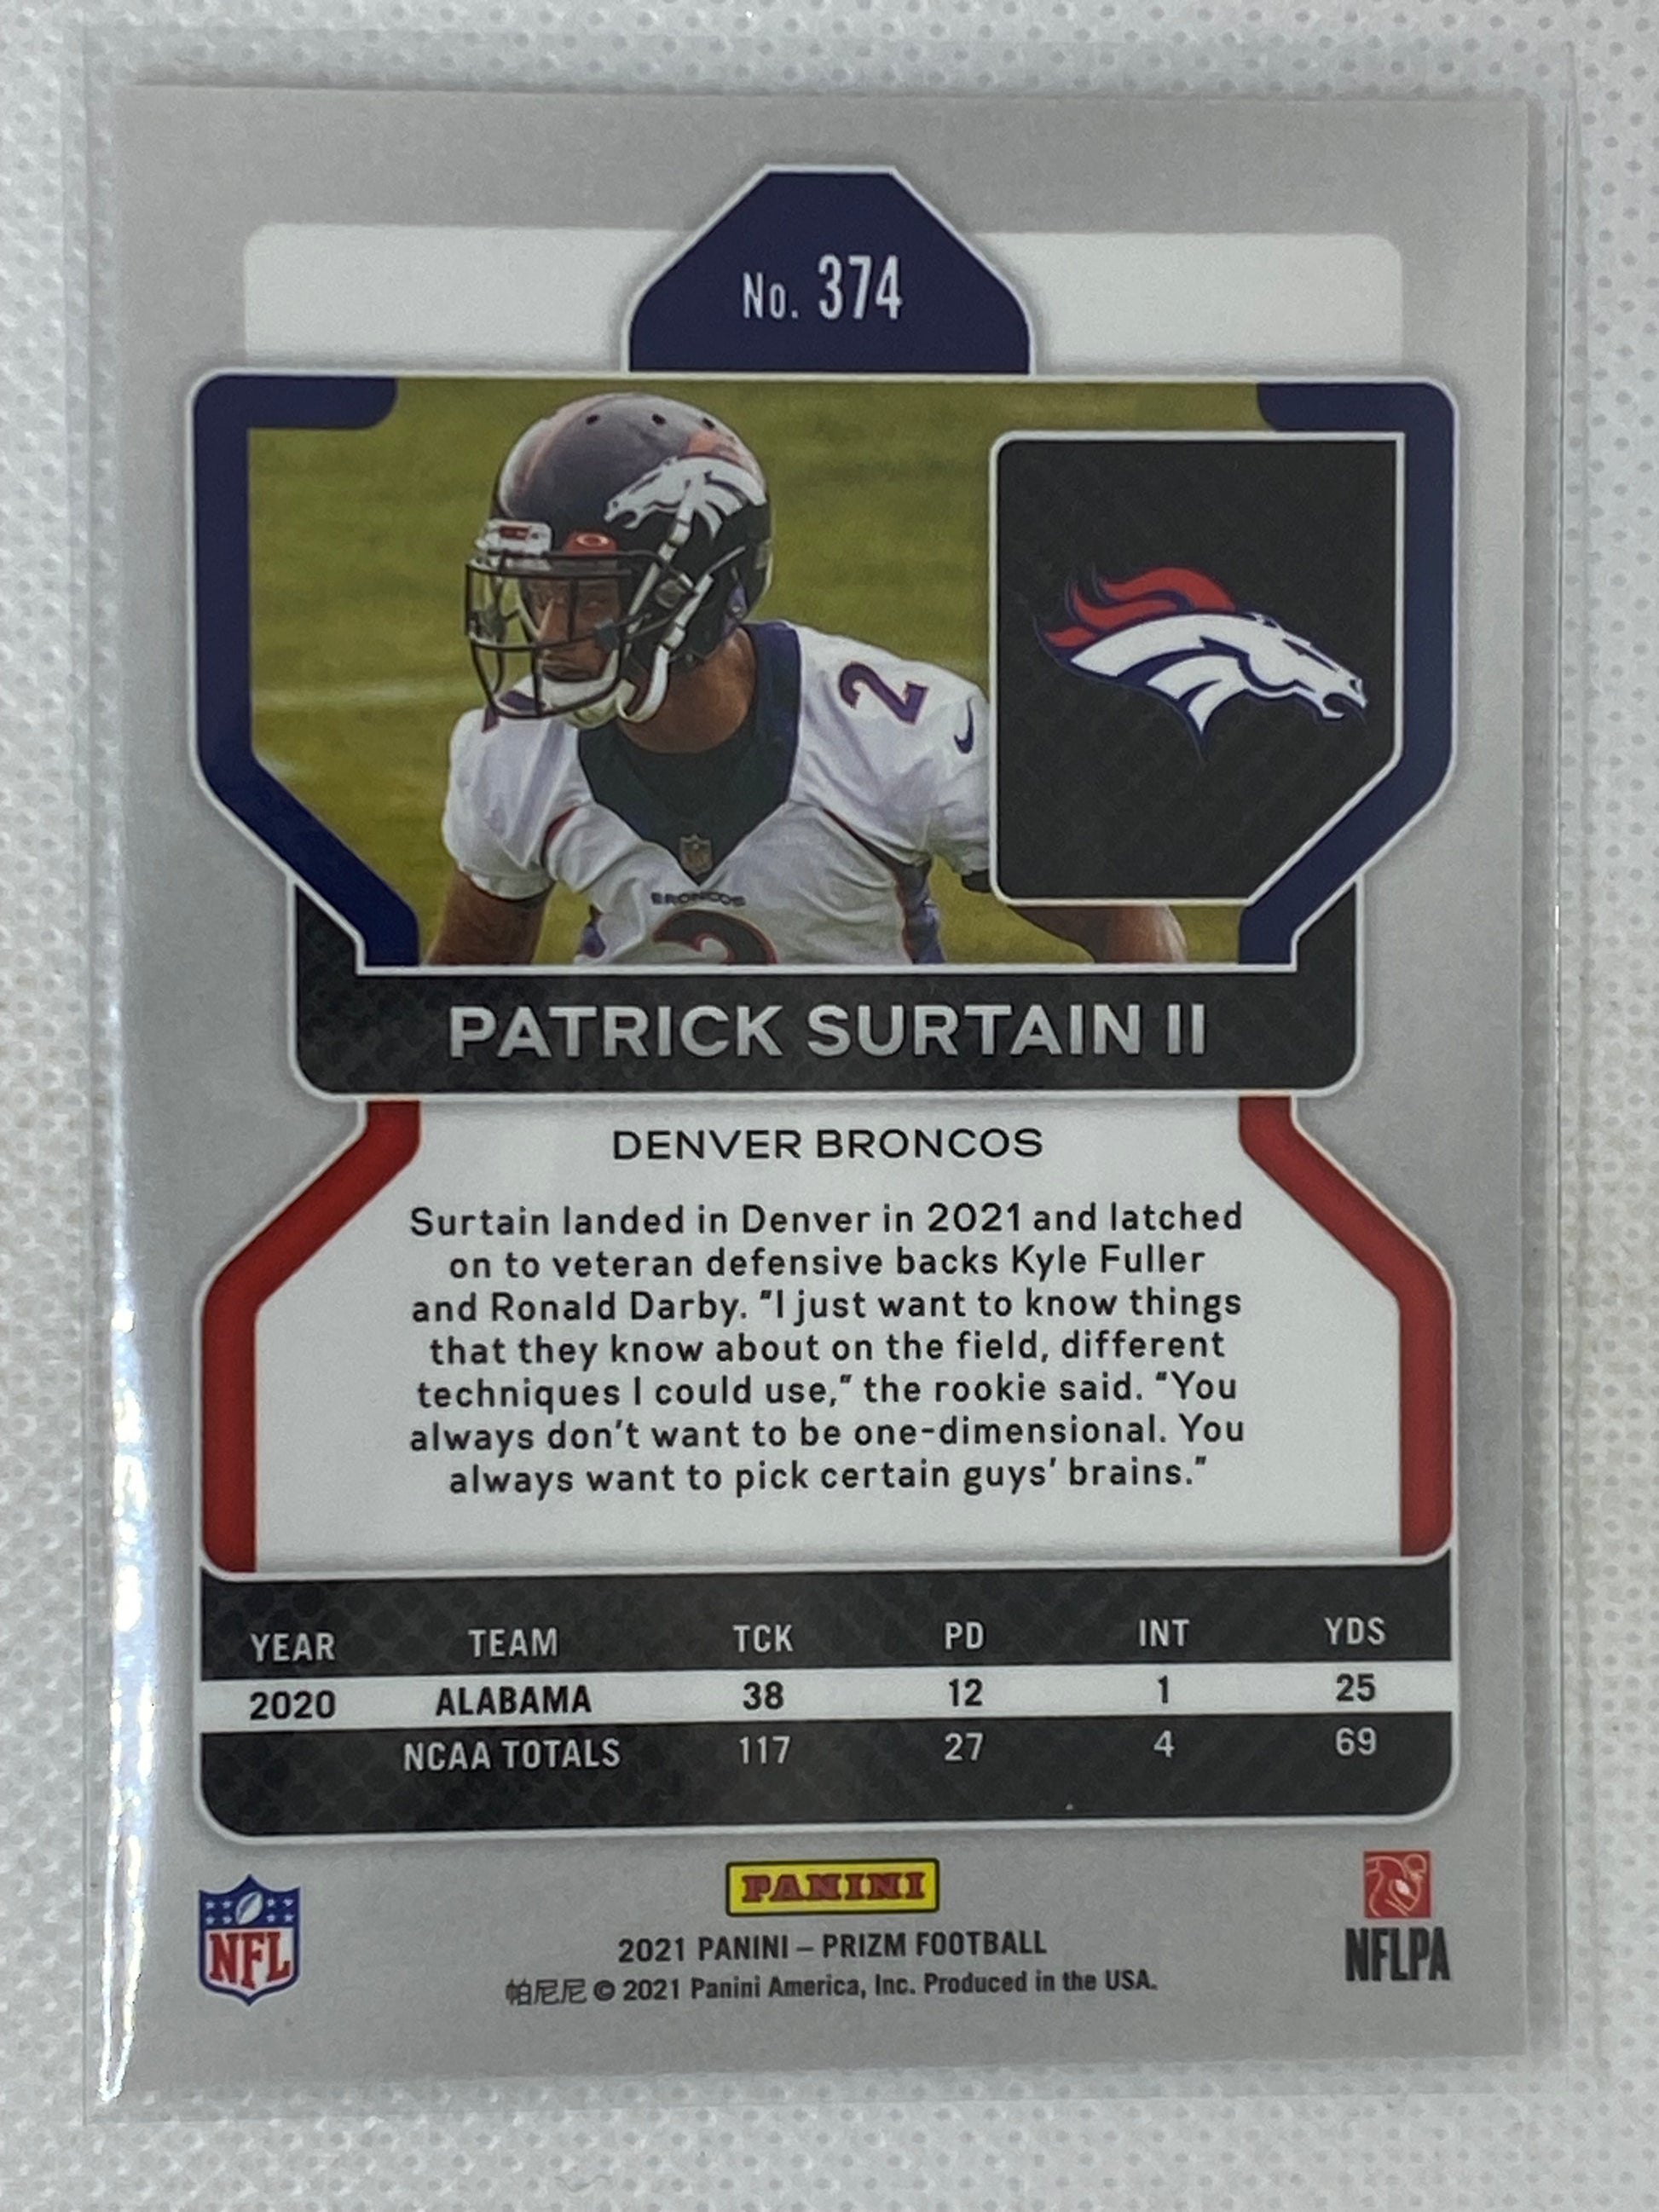 No. 374
2
BRONCOS
2
PATRICK SURTAIN II
DENVER BRONCOS
Surtain landed in Denver in 2021 and latched
on to veteran defensive backs Kyle Fuller
and Ronald Darby. "I just want to know things
that they know about on the field, different
techniques I could use," the rookie said. "You
always don't want to be one-dimensional. You
always want to pick certain guys' brains."
YEAR TEAM TCK PD INT YDS
2020 ALABAMA 38 12 1 25
NCAA TOTALS 117 27 4 69
PANINI
NFL
2021 PANINI – PRIZM FOOTBALL
NFLPA
帕尼尼 © 2021 Panini America, Inc. Produced in the USA.